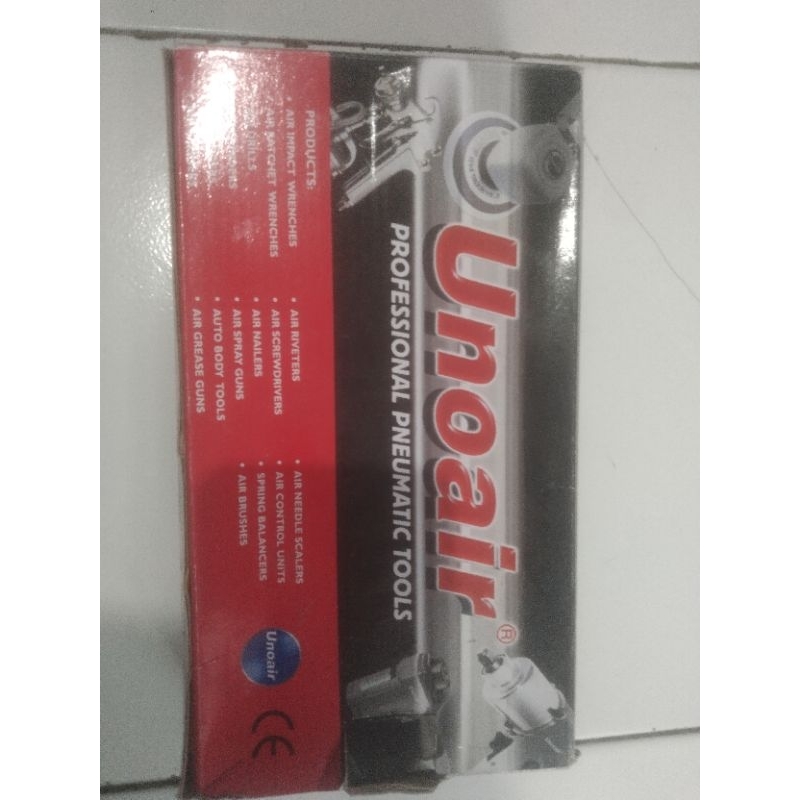 Unoair®
PROFESSIONAL PNEUMATIC TOOLS
PRODUCTS:
• AIR IMPACT WRENCHES
• AIR RATCHET WRENCHES
• AIR RIVETERS
• AIR SCREWDRIVERS
• AIR NAILERS
• AIR SPRAY GUNS
• AUTO BODY TOOLS
• AIR GREASE GUNS
• AIR NEEDLE SCALERS
• AIR CONTROL UNITS
• SPRING BALANCERS
• AIR BRUSHES
Unoair
CE